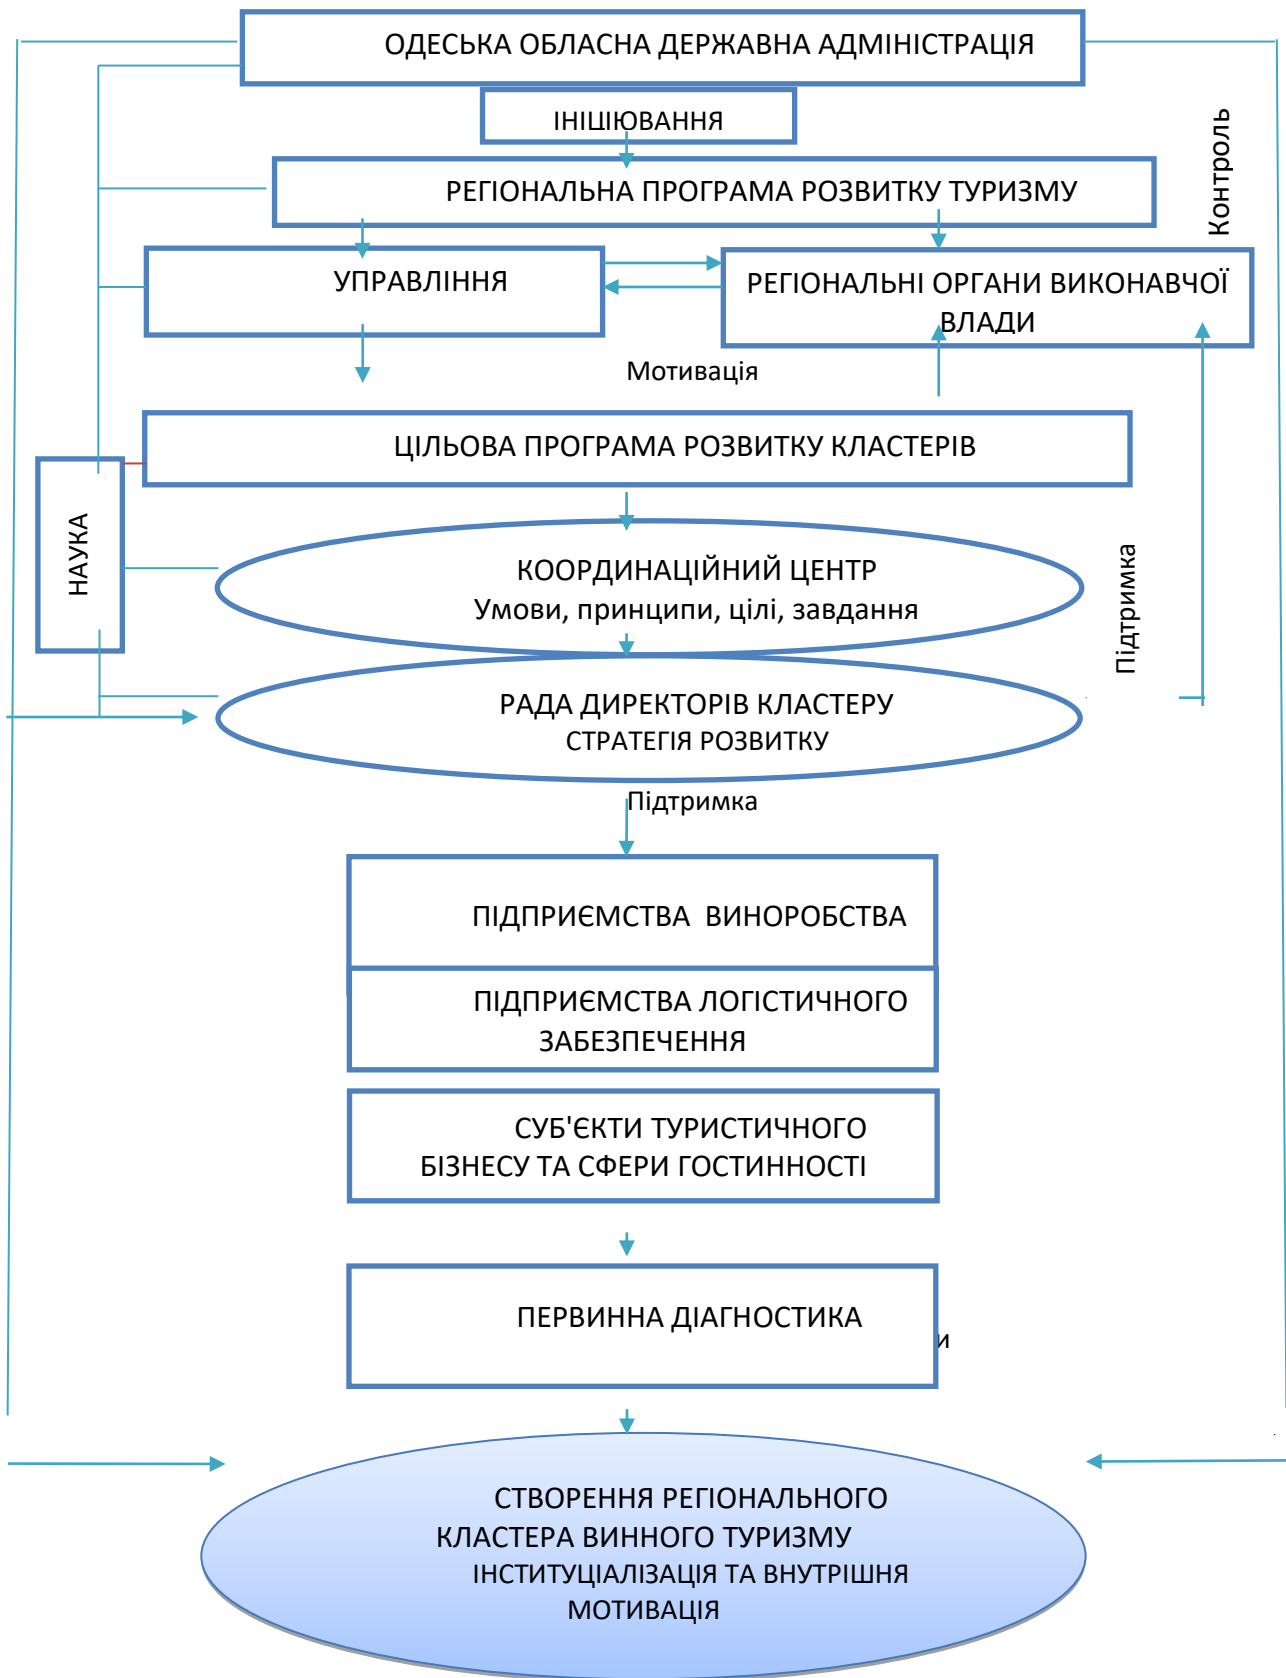 ОДЕСЬКА ОБЛАСНА ДЕРЖАВНА АДМІНІСТРАЦІЯ
ІНІЦІЮВАННЯ
Контроль
РЕГІОНАЛЬНА ПРОГРАМА РОЗВИТКУ ТУРИЗМУ
УПРАВЛІННЯ
РЕГІОНАЛЬНІ ОРГАНИ ВИКОНАВЧОЇ
ВЛАДИ
Мотивація
ЦІЛЬОВА ПРОГРАМА РОЗВИТКУ КЛАСТЕРІВ
НАУКА
КООРДИНАЦІЙНИЙ ЦЕНТР
Умови, принципи, цілі, завдання
Підтримка
РАДА ДИРЕКТОРІВ КЛАСТЕРУ
СТРАТЕГІЯ РОЗВИТКУ
Підтримка
ПІДПРИЄМСТВА ВИНОРОБСТВА
ПІДПРИЄМСТВА ЛОГІСТИЧНОГО
ЗАБЕЗПЕЧЕННЯ
СУБ'ЄКТИ ТУРИСТИЧНОГО
БІЗНЕСУ ТА СФЕРИ ГОСТИННОСТІ
ПЕРВИННА ДІАГНОСТИКА
и
СТВОРЕННЯ РЕГІОНАЛЬНОГО
КЛАСТЕРА ВИННОГО ТУРИЗМУ
ІНСТИТУЦІАЛІЗАЦІЯ ТА ВНУТРІШНЯ
МОТИВАЦІЯ